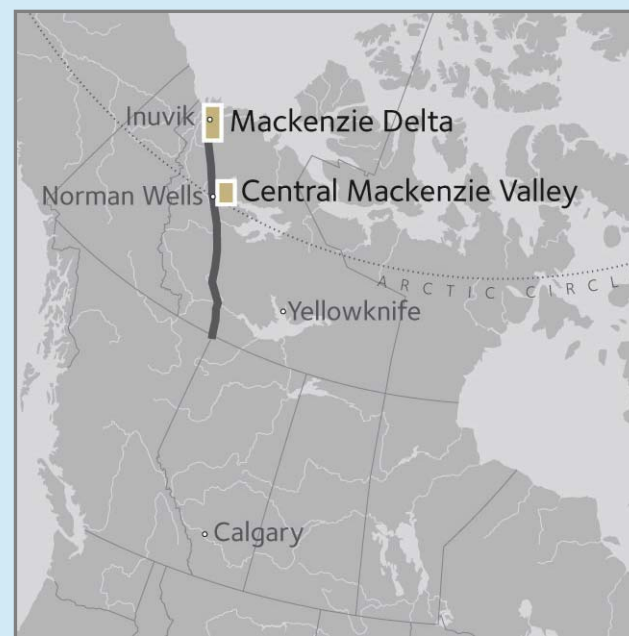 Inuvik
Mackenzie Delta
Norman Wells
Central Mackenzie Valley
ARCTIC CIRCL
Yellowknife
Calgary